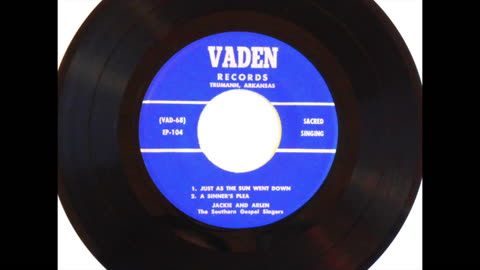 VADEN
RECORDS
TRUMANN, ARKANSAS
(VAD-68)
EP-104
SACRED
SINGING
1. JUST AS THE SUN WENT DOWN
2. A SINNER'S PLEA
JACKIE AND ARLEN
The Southern Gospel Singers